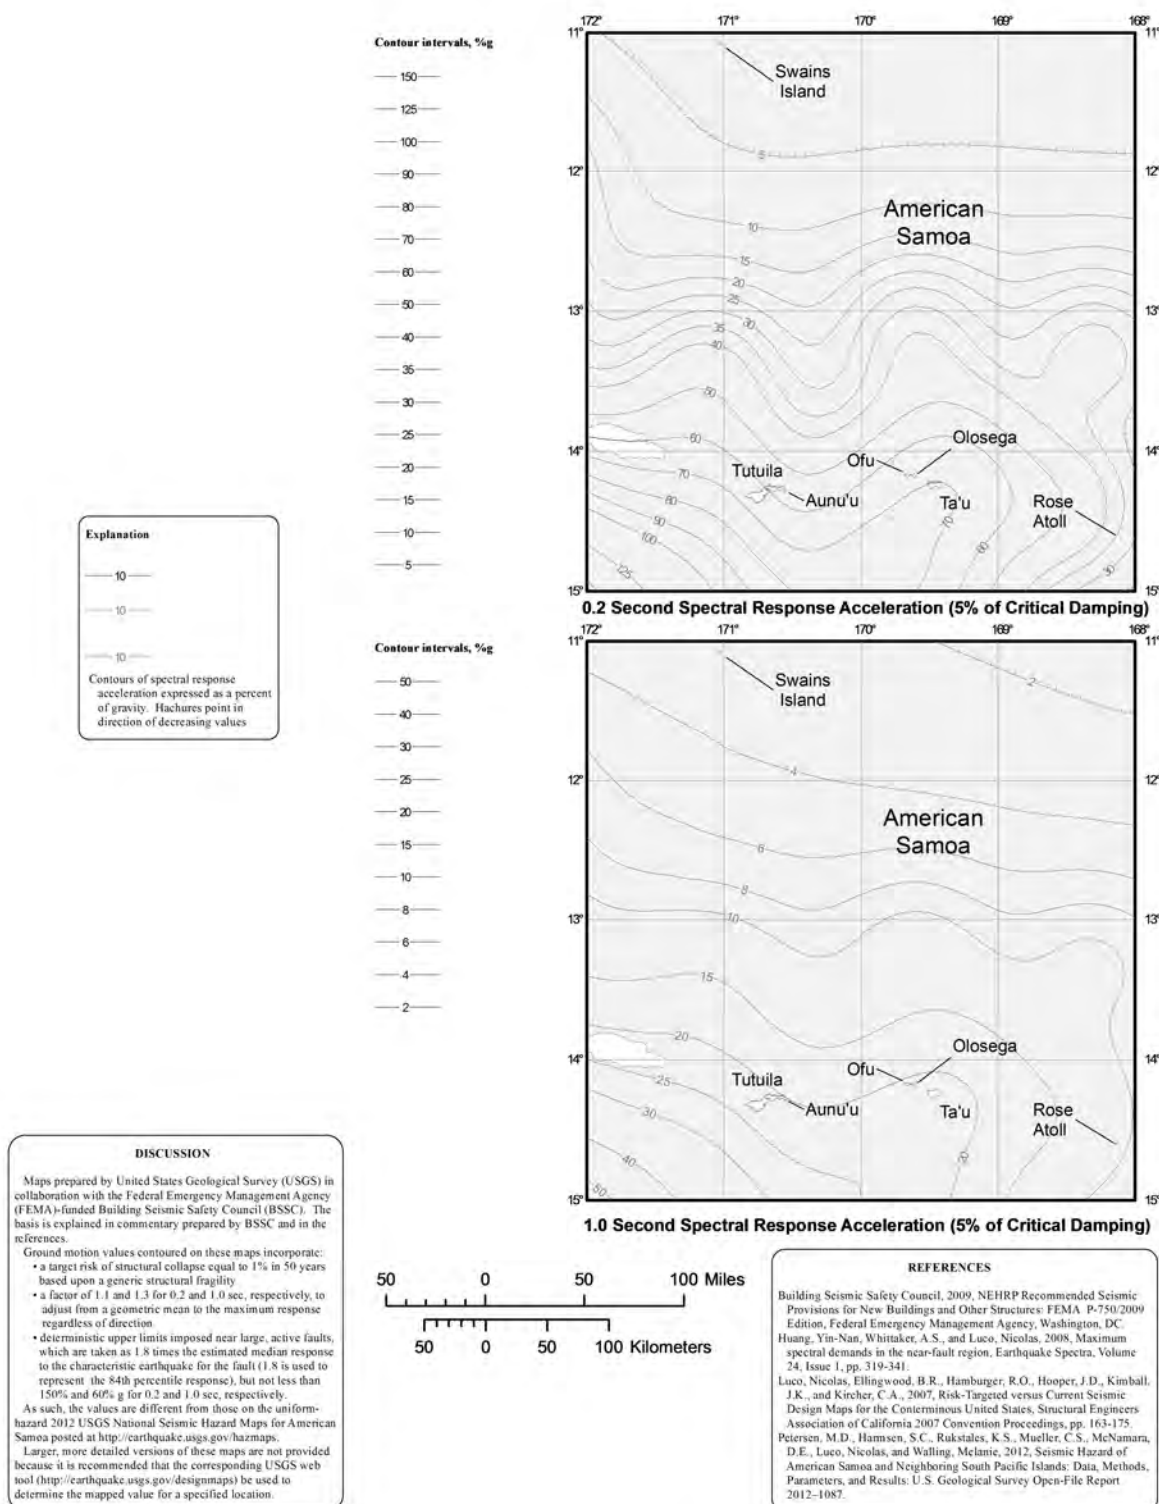 Contour intervals, %g
150
125
100
90
80
70
60
50
40
35
30
25
20
15
10
5
172°
171°
170°
169°
168°
11°
11°
12°
12°
13°
13°
14°
14°
15°
15°
Swains
Island
5
American
Samoa
10
15
20
25
30
35
40
50
60
70
80
90
100
125
Tutuila
Aunu'u
Ofu
Olosega
Ta'u
Rose
Atoll
70
60
30
0.2 Second Spectral Response Acceleration (5% of Critical Damping)
Explanation
10
10
10
Contours of spectral response
acceleration expressed as a percent
of gravity. Hachures point in
direction of decreasing values
Contour intervals, %g
50
40
30
25
20
15
10
8
6
4
2
172°
171°
170°
169°
168°
11°
11°
12°
12°
13°
13°
14°
14°
15°
15°
2
Swains
Island
4
American
Samoa
6
8
10
15
20
25
30
40
50
Tutuila
Aunu'u
Ofu
Olosega
Ta'u
Rose
Atoll
20
1.0 Second Spectral Response Acceleration (5% of Critical Damping)
50 0 50 100 Miles
50 0 50 100 Kilometers
DISCUSSION
Maps prepared by United States Geological Survey (USGS) in
collaboration with the Federal Emergency Management Agency
(FEMA)-funded Building Seismic Safety Council (BSSC). The
basis is explained in commentary prepared by BSSC and in the
references.
Ground motion values contoured on these maps incorporate:
• a target risk of structural collapse equal to 1% in 50 years
based upon a generic structural fragility
• a factor of 1.1 and 1.3 for 0.2 and 1.0 sec, respectively, to
adjust from a geometric mean to the maximum response
regardless of direction
• deterministic upper limits imposed near large, active faults,
which are taken as 1.8 times the estimated median response
to the characteristic earthquake for the fault (1.8 is used to
represent the 84th percentile response), but not less than
150% and 60% g for 0.2 and 1.0 sec, respectively.
As such, the values are different from those on the uniform-
hazard 2012 USGS National Seismic Hazard Maps for American
Samoa posted at http://earthquake.usgs.gov/hazmaps.
Larger, more detailed versions of these maps are not provided
because it is recommended that the corresponding USGS web
tool (http://earthquake.usgs.gov/designmaps) be used to
determine the mapped value for a specified location.
REFERENCES
Building Seismic Safety Council, 2009, NEHRP Recommended Seismic
Provisions for New Buildings and Other Structures: FEMA P-750/2009
Edition, Federal Emergency Management Agency, Washington, DC.
Huang, Yin-Nan, Whittaker, A.S., and Luco, Nicolas, 2008, Maximum
spectral demands in the near-fault region, Earthquake Spectra, Volume
24, Issue 1, pp. 319-341.
Luco, Nicolas, Ellingwood, B.R., Hamburger, R.O., Hooper, J.D., Kimball,
J.K., and Kircher, C.A., 2007, Risk-Targeted versus Current Seismic
Design Maps for the Conterminous United States, Structural Engineers
Association of California 2007 Convention Proceedings, pp. 163-175.
Petersen, M.D., Harmsen, S.C., Rukstales, K.S., Mueller, C.S., McNamara,
D.E., Luco, Nicolas, and Walling, Melanie, 2012, Seismic Hazard of
American Samoa and Neighboring South Pacific Islands: Data, Methods,
Parameters, and Results: U.S. Geological Survey Open-File Report
2012–1087.